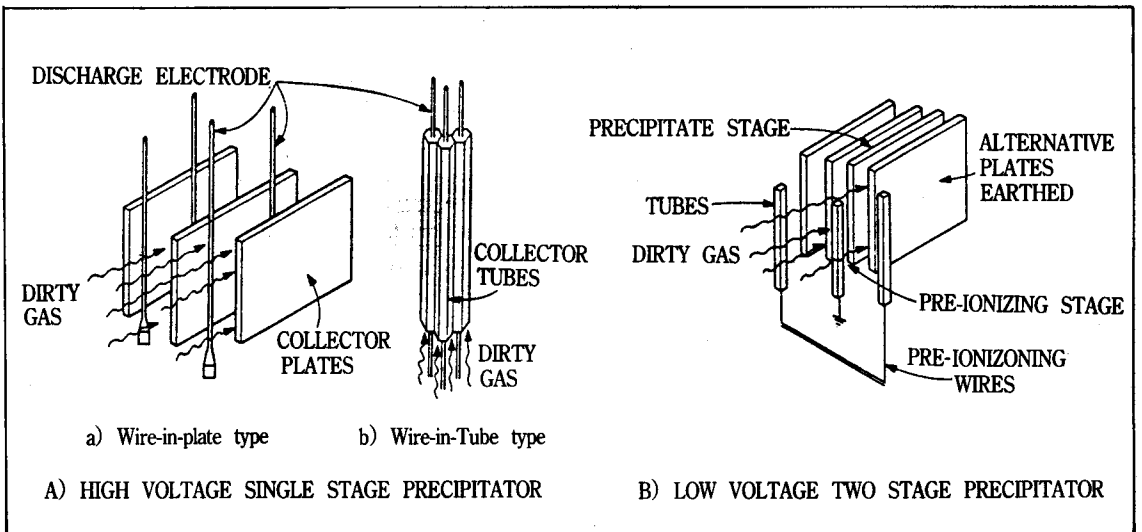 DISCHARGE ELECTRODE
DIRTY
GAS
COLLECTOR
PLATES
COLLECTOR
TUBES
DIRTY
GAS
a) Wire-in-plate type
b) Wire-in-Tube type
A) HIGH VOLTAGE SINGLE STAGE PRECIPITATOR
PRECIPITATE STAGE
ALTERNATIVE
PLATES
EARTHED
TUBES
DIRTY GAS
PRE-IONIZING STAGE
PRE-IONIZONING
WIRES
B) LOW VOLTAGE TWO STAGE PRECIPITATOR